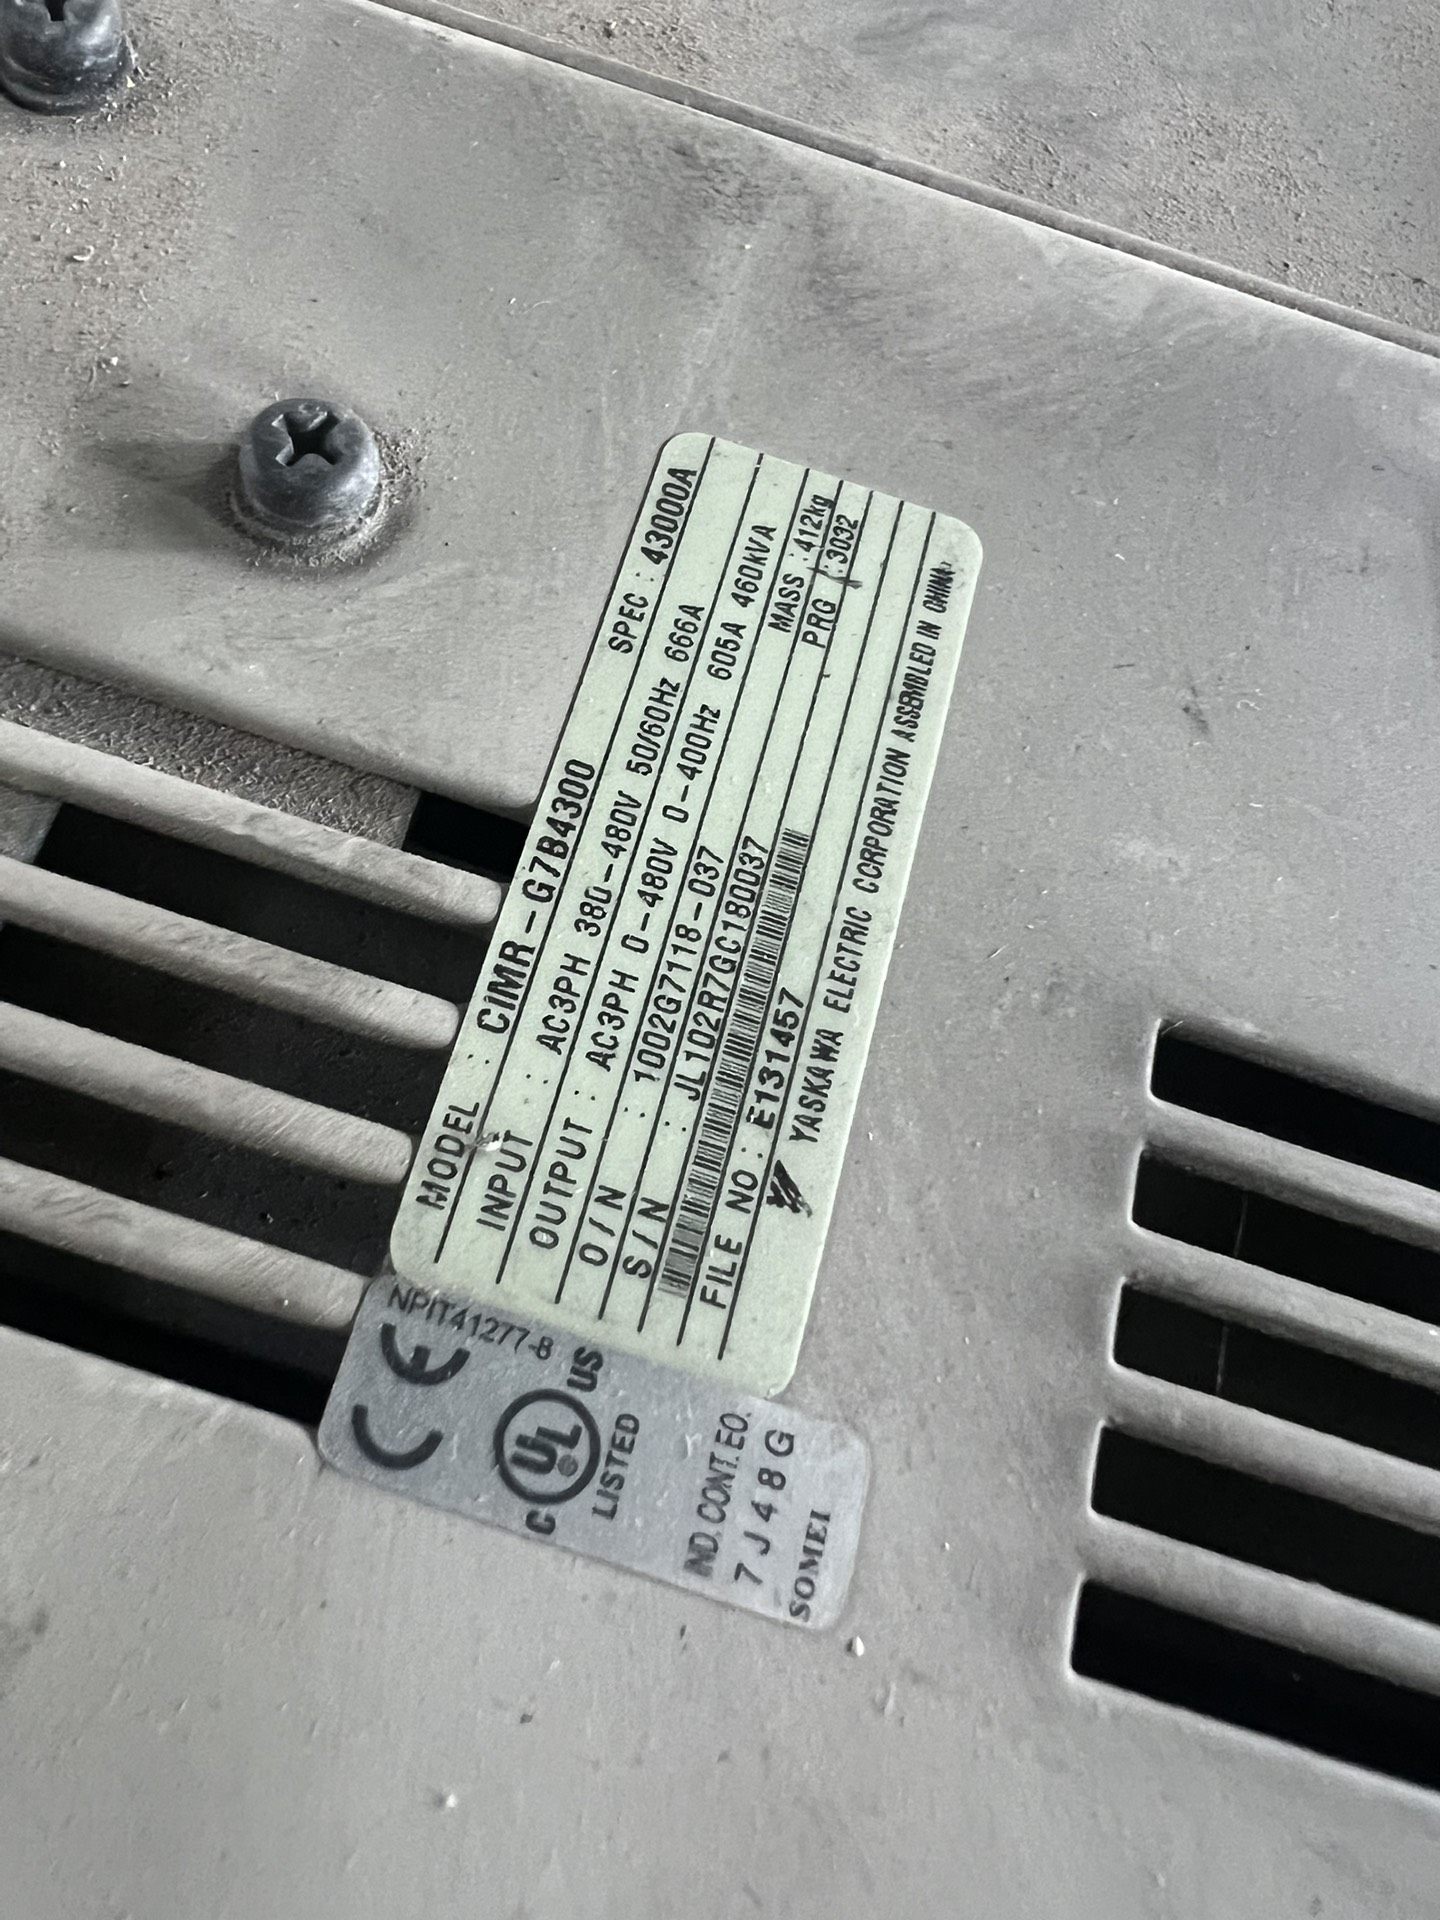 MODEL : CIMR-G7B4300 SPEC : 43000A
INPUT : AC3PH 380-480V 50/60Hz 666A
OUTPUT : AC3PH 0-480V 0-400Hz 605A 460kVA
O/N : 1002G7118-037 MASS : 412kg
S/N : JL102R7GC180037 PRG : 3032
FILE NO : E131457
YASKAWA ELECTRIC CORPORATION ASSEMBLED IN CHINA
NPIT41277-B
CE
C UL US
LISTED
IND.CONT.EQ.
7J48G
SOMEI